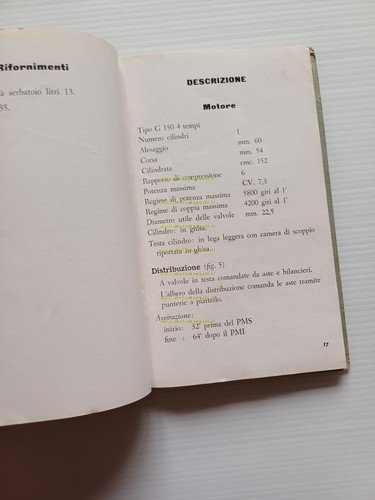 Rifornimenti
à serbatoio litri 13.
35.
DESCRIZIONE
Motore
Tipo G 150 4 tempi
Numero cilindri 1
Alesaggio mm. 60
Corsa mm. 54
Cilindrata cmc. 152
Rapporto di compressione 6
Potenza massima CV. 7,3
Regime di potenza massima 5800 giri al 1'
Regime di coppia massima 4200 giri al 1'
Diametro utile delle valvole mm. 22,5
Cilindro: in ghisa.
Testa cilindro: in lega leggera con camera di scoppio
riportata in ghisa.
Distribuzione (fig. 5)
A valvole in testa comandate da aste e bilancieri.
L'albero della distribuzione comanda le aste tramite
punterie a piattello.
Aspirazione:
inizio: 32° prima del PMS
fine : 64° dopo il PMI
17